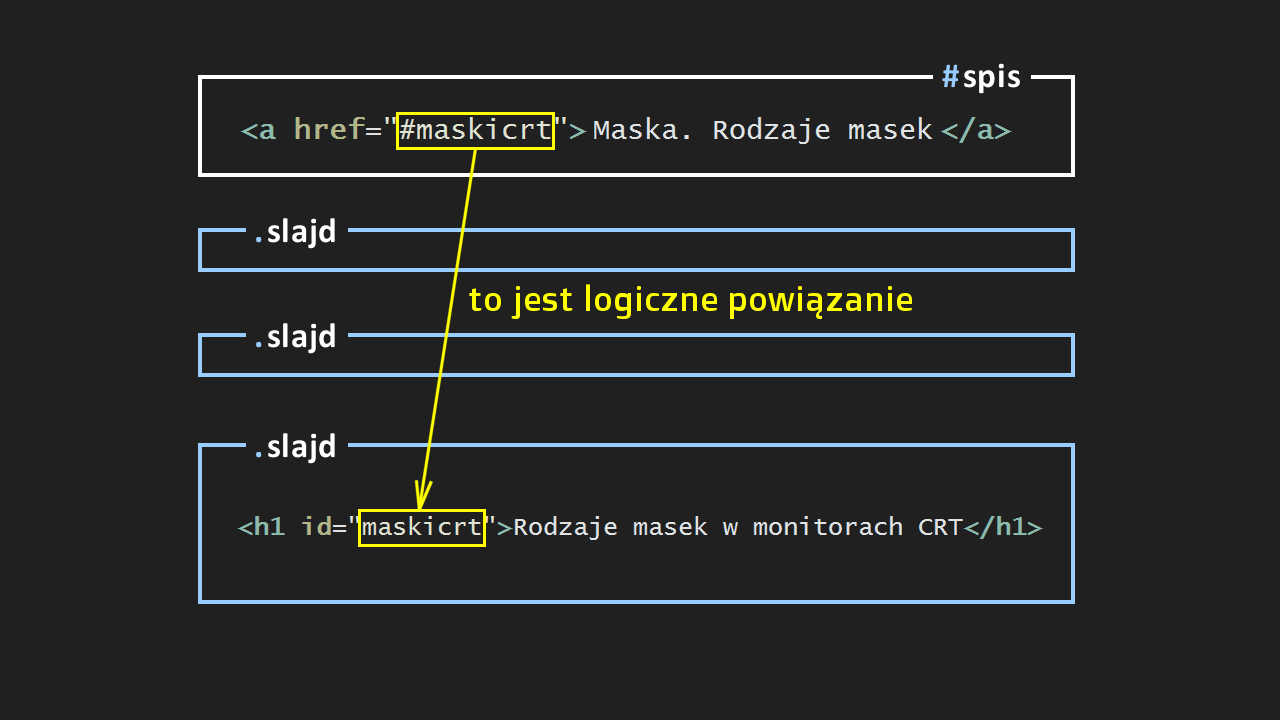 #spis
<a href="#maskicrt">Maska. Rodzaje masek</a>
.slajd
to jest logiczne powiązanie
.slajd
.slajd
<h1 id="maskicrt">Rodzaje masek w monitorach CRT</h1>